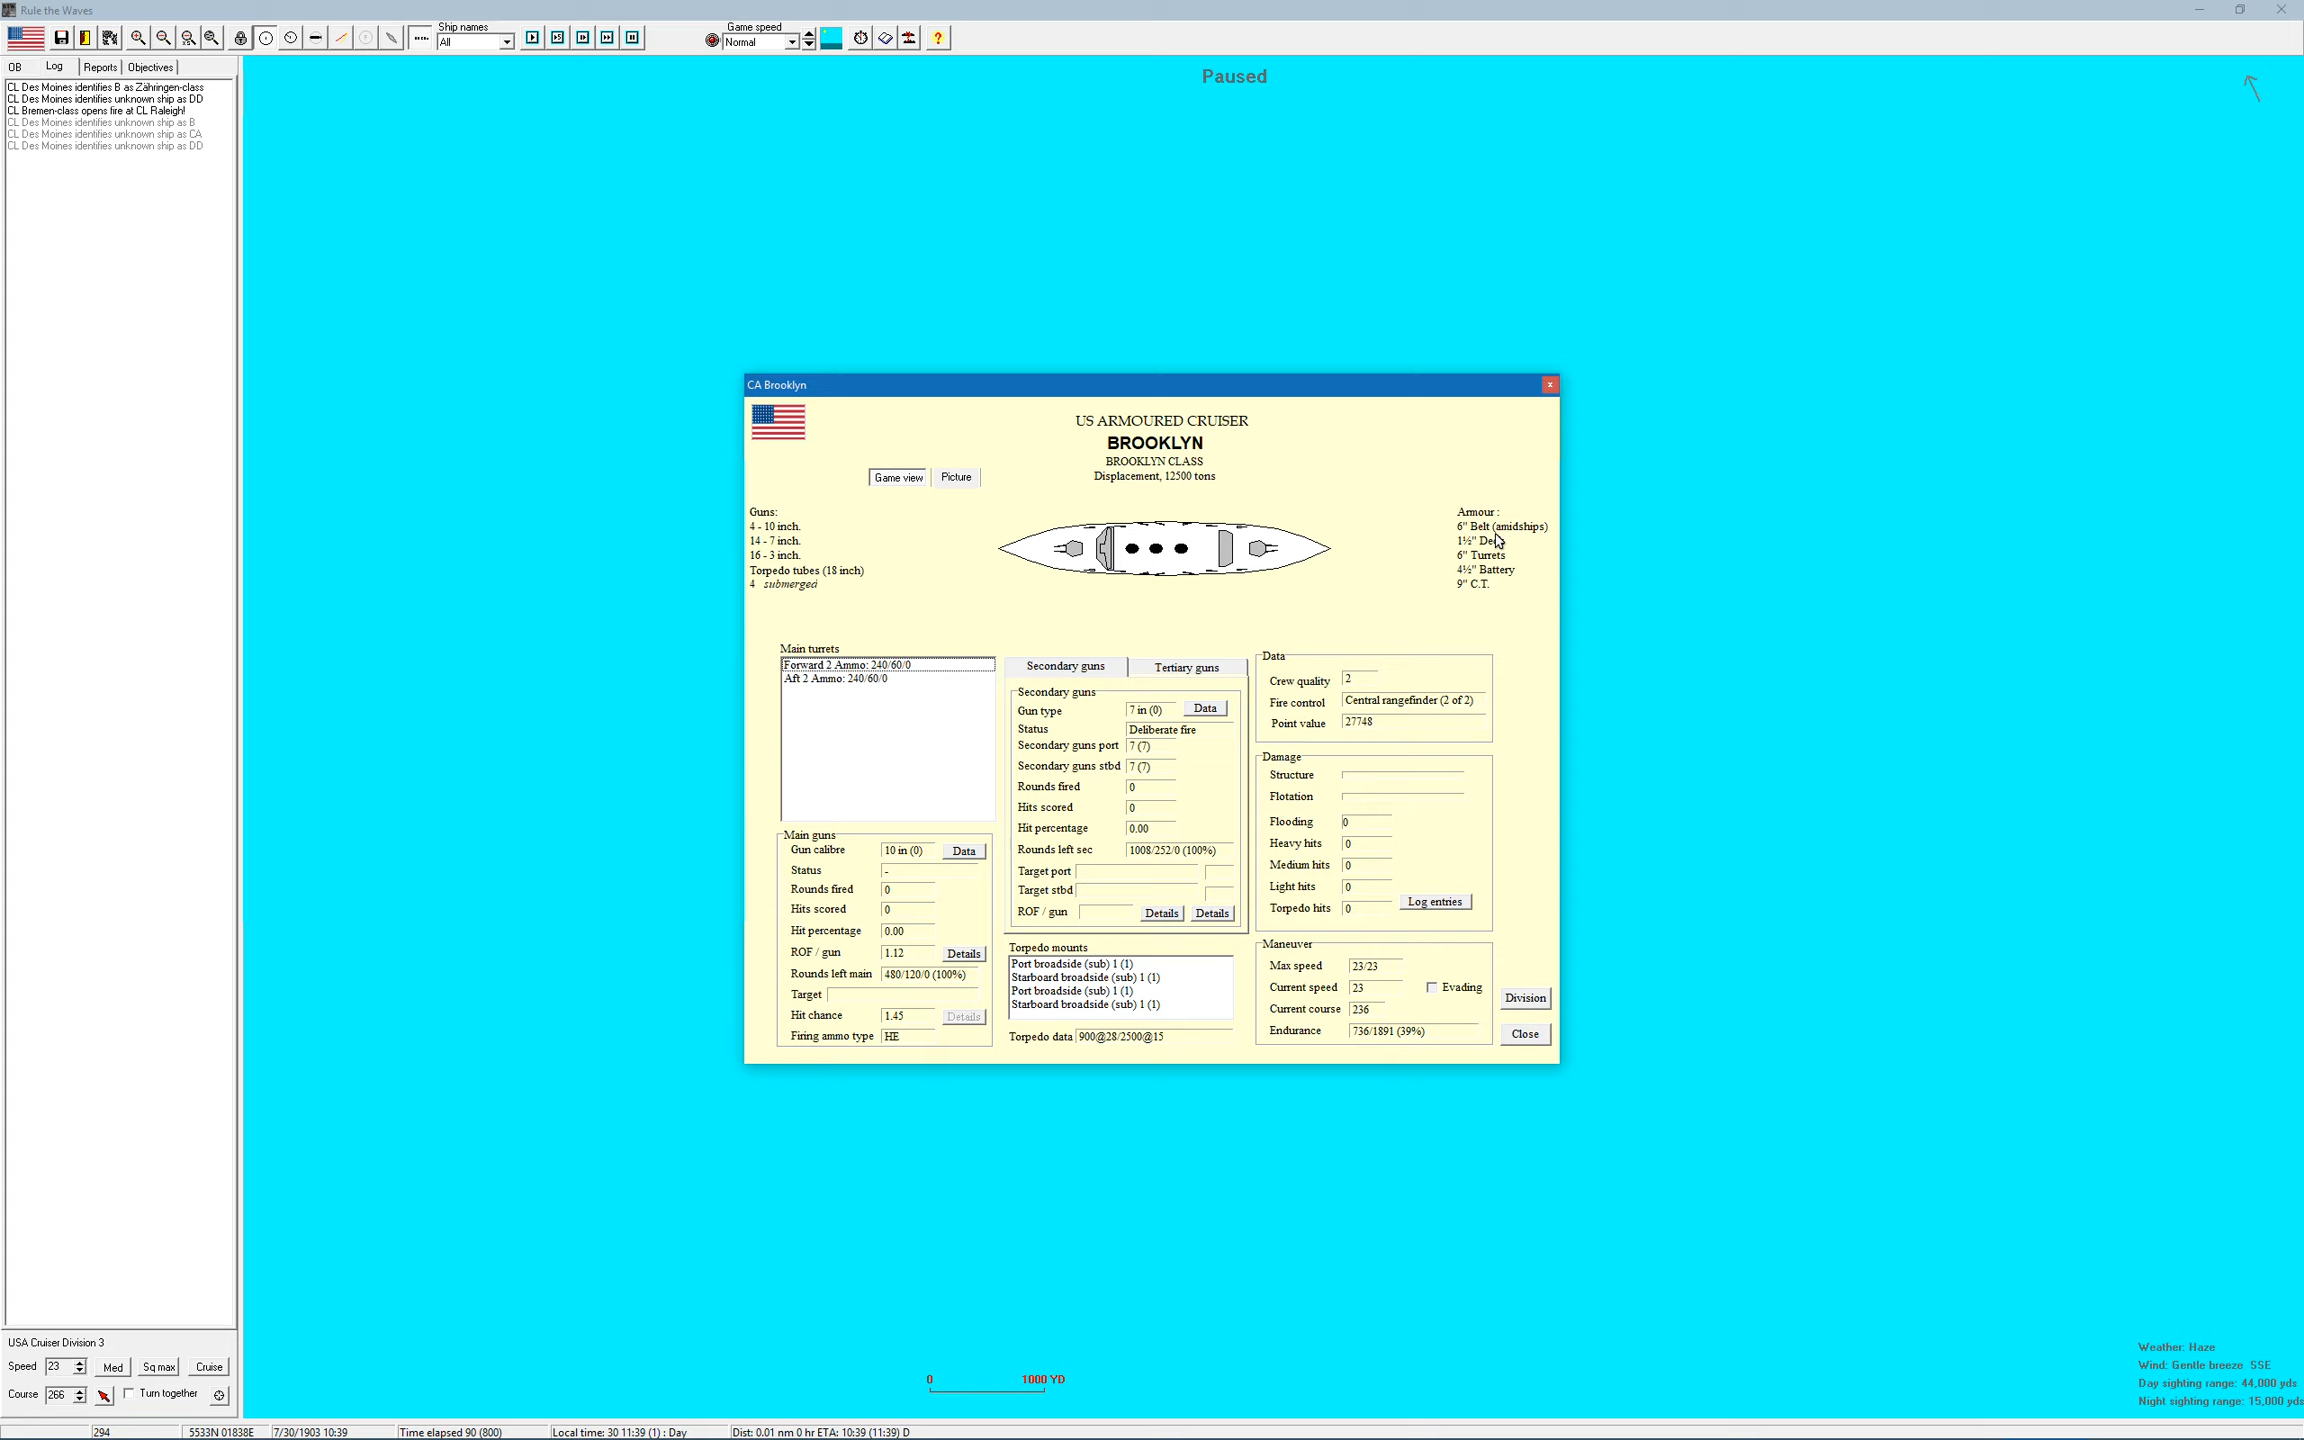 Rule the Waves
Ship names
All
Game speed
Normal
?
OB
Log
Reports
Objectives
CL Des Moines identifies B as Zähringen-class
CL Des Moines identifies unknown ship as DD
CL Bremen-class opens fire at CL Raleigh!
CL Des Moines identifies unknown ship as B
CL Des Moines identifies unknown ship as CA
CL Des Moines identifies unknown ship as DD
Paused
CA Brooklyn
US ARMOURED CRUISER
BROOKLYN
BROOKLYN CLASS
Displacement, 12500 tons
Game view
Picture
Guns:
4 - 10 inch.
14 - 7 inch.
16 - 3 inch.
Torpedo tubes (18 inch)
4 submerged
Armour :
6" Belt (amidships)
1½"
6" Turrets
4½" Battery
9" C.T.
Main turrets
Forward 2 Ammo: 240/60/0
Aft 2 Ammo: 240/60/0
Main guns
Gun calibre 10 in (0) Data
Status -
Rounds fired 0
Hits scored 0
Hit percentage 0.00
ROF / gun 1.12 Details
Rounds left main 480/120/0 (100%)
Target
Hit chance 1.45 Details
Firing ammo type HE
Secondary guns
Tertiary guns
Secondary guns
Gun type 7 in (0) Data
Status Deliberate fire
Secondary guns port 7 (7)
Secondary guns stbd 7 (7)
Rounds fired 0
Hits scored 0
Hit percentage 0.00
Rounds left sec 1008/252/0 (100%)
Target port
Target stbd
ROF / gun Details Details
Torpedo mounts
Port broadside (sub) 1 (1)
Starboard broadside (sub) 1 (1)
Port broadside (sub) 1 (1)
Starboard broadside (sub) 1 (1)
Torpedo data 900@28/2500@15
Data
Crew quality 2
Fire control Central rangefinder (2 of 2)
Point value 27748
Damage
Structure
Flotation
Flooding 0
Heavy hits 0
Medium hits 0
Light hits 0
Torpedo hits 0 Log entries
Maneuver
Max speed 23/23
Current speed 23 Evading
Current course 236
Endurance 736/1891 (39%)
Division
Close
USA Cruiser Division 3
Speed 23 Med Sq max Cruise
Course 266 Turn together
0 1000 YD
Weather: Haze
Wind: Gentle breeze SSE
Day sighting range: 44,000 yds
Night sighting range: 15,000 yds
294 5533N 01838E 7/30/1903 10:39 Time elapsed 90 (800) Local time: 30 11:39 (1) : Day Dist: 0.01 nm 0 hr ETA: 10:39 (11:39) D